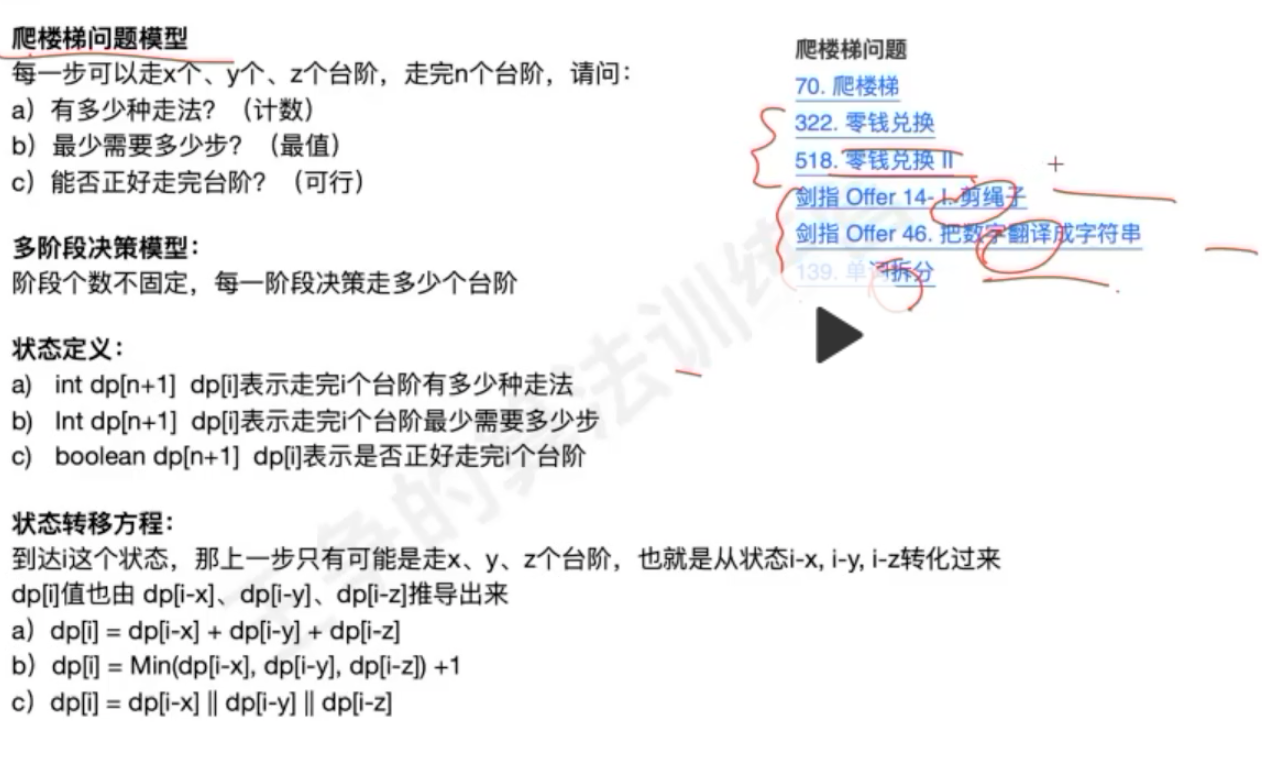 爬楼梯问题模型
每一步可以走x个、y个、z个台阶，走完n个台阶，请问：
a）有多少种走法？（计数）
b）最少需要多少步？（最值）
c）能否正好走完台阶？（可行）
多阶段决策模型：
阶段个数不固定，每一阶段决策走多少个台阶
状态定义：
a) int dp[n+1] dp[i]表示走完i个台阶有多少种走法
b) Int dp[n+1] dp[i]表示走完i个台阶最少需要多少步
c) boolean dp[n+1] dp[i]表示是否正好走完i个台阶
状态转移方程：
到达i这个状态，那上一步只有可能是走x、y、z个台阶，也就是从状态i-x, i-y, i-z转化过来
dp[i]值也由 dp[i-x]、dp[i-y]、dp[i-z]推导出来
a）dp[i] = dp[i-x] + dp[i-y] + dp[i-z]
b）dp[i] = Min(dp[i-x], dp[i-y], dp[i-z]) +1
c）dp[i] = dp[i-x] || dp[i-y] || dp[i-z]
爬楼梯问题
70. 爬楼梯
322. 零钱兑换
518. 零钱兑换 II
剑指 Offer 14- I. 剪绳子
剑指 Offer 46. 把数字翻译成字符串
139. 单词拆分
王争的算法训练营